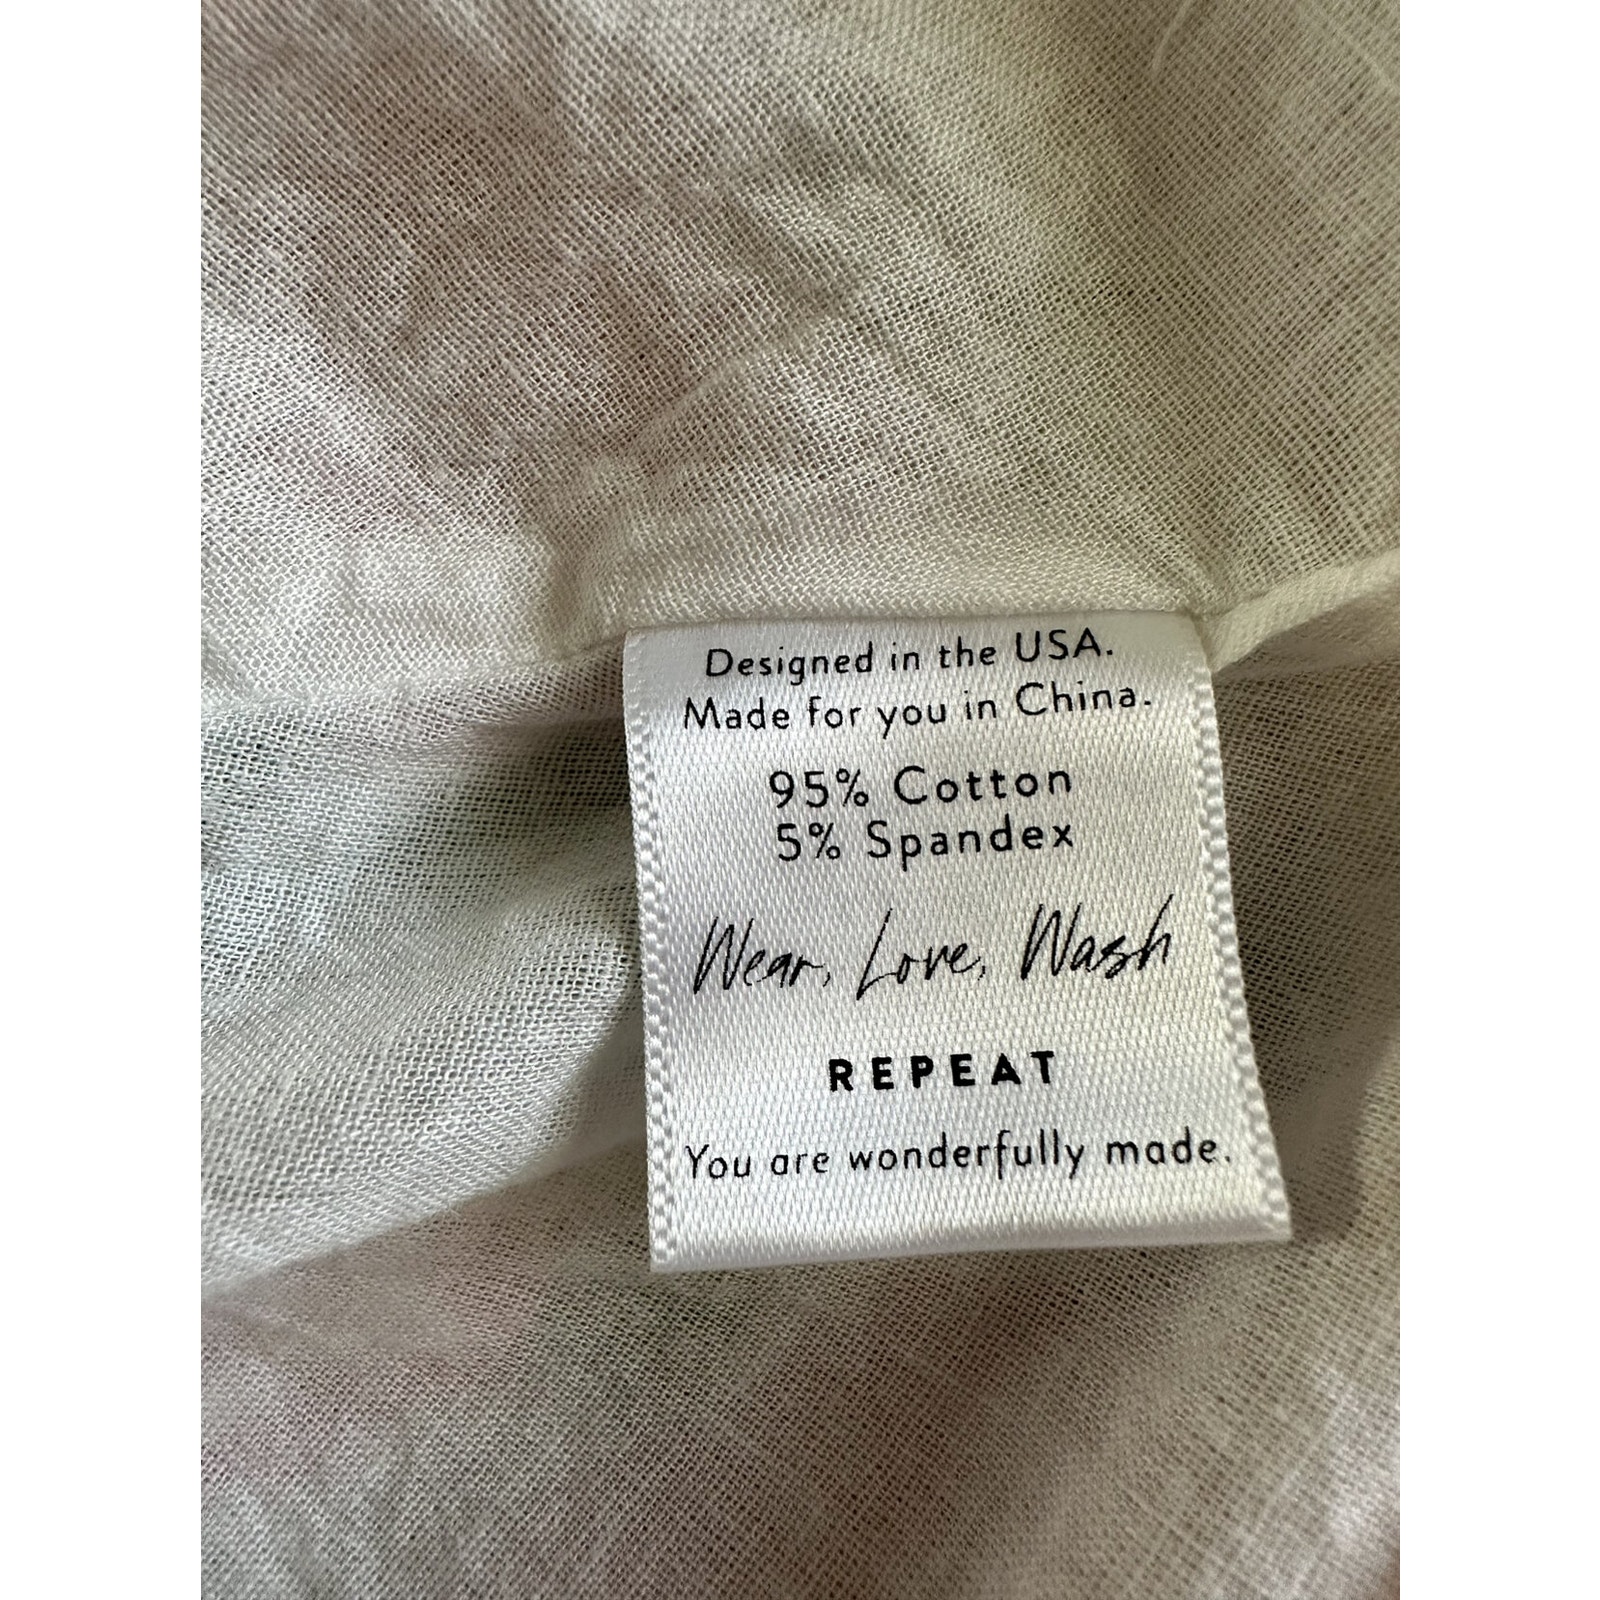 Designed in the USA.
Made for you in China.
95% Cotton
5% Spandex
Wear, Love, Wash
REPEAT
You are wonderfully made.